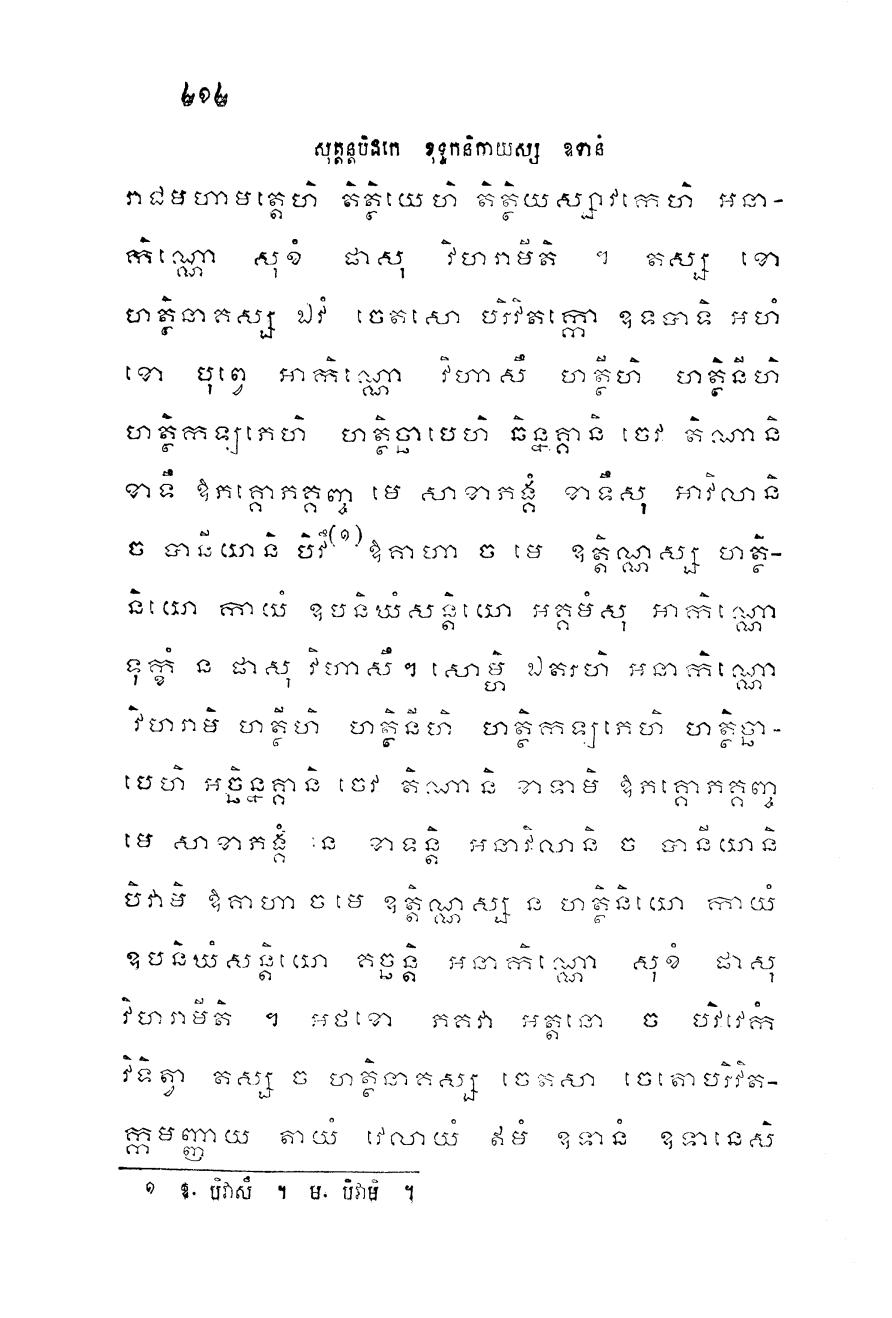 ២១២
សុត្តន្តបិដកេ ខុទ្ទកនិកាយស្ស ឧទានំ
រាជមហាមត្តេហិ តិត្ថិយេហិ តិត្ថិយស្សាវកេហិ អនា-
កិណ្ណោ សុខំ ផាសុ វិហរាមីតិ ។ តស្ស ខោ
ហត្ថិនាគស្ស ឯវំ ចេតសោ បរិវិតក្កោ ឧទបាទិ អហំ
ខោ បុព្វេ អាកិណ្ណោ វិហាសឹ ហត្ថីហិ ហត្ថិនីហិ
ហត្ថិកឡភេហិ ហត្ថិច្ឆាបេហិ ឆិន្នគ្គានិ ចេវ តិណានិ
ខាទឹ ឱភគ្គោភគ្គញ្ច មេ សាខាភង្គំ ខាទឹសុ អាវិលានិ
ច បានីយានិ បិវឹ(១) ឱគាហា ច មេ ឧត្តិណ្ណស្ស ហត្ថិ-
និយោ កាយំ ឧបនិឃំសន្តិយោ អគមំសុ អាកិណ្ណោ
ទុក្ខំ ន ផាសុ វិហាសឹ ។ សោម្ហិ ឯតរហិ អនាកិណ្ណោ
វិហរាមិ ហត្ថីហិ ហត្ថិនីហិ ហត្ថិកឡភេហិ ហត្ថិច្ឆា-
បេហិ អច្ឆិន្នគ្គានិ ចេវ តិណានិ ខាទាមិ ឱភគ្គោភគ្គញ្ច
មេ សាខាភង្គំ ន ខាទន្តិ អនាវិលានិ ច បានីយានិ
បិវាមិ ឱគាហា ច មេ ឧត្តិណ្ណស្ស ន ហត្ថិនិយោ កាយំ
ឧបនិឃំសន្តិយោ គច្ឆន្តិ អនាកិណ្ណោ សុខំ ផាសុ
វិហរាមីតិ ។ អថខោ ភគវា អត្តនោ ច បវិវេកំ
វិទិត្វា តស្ស ច ហត្ថិនាគស្ស ចេតសា ចេតោបរិវិត-
ក្កមញ្ញាយ តាយំ វេលាយំ ឥមំ ឧទានំ ឧទានេសិ
១ ឱ. បិវាសឹ ។ ម. បិវាមិ ។